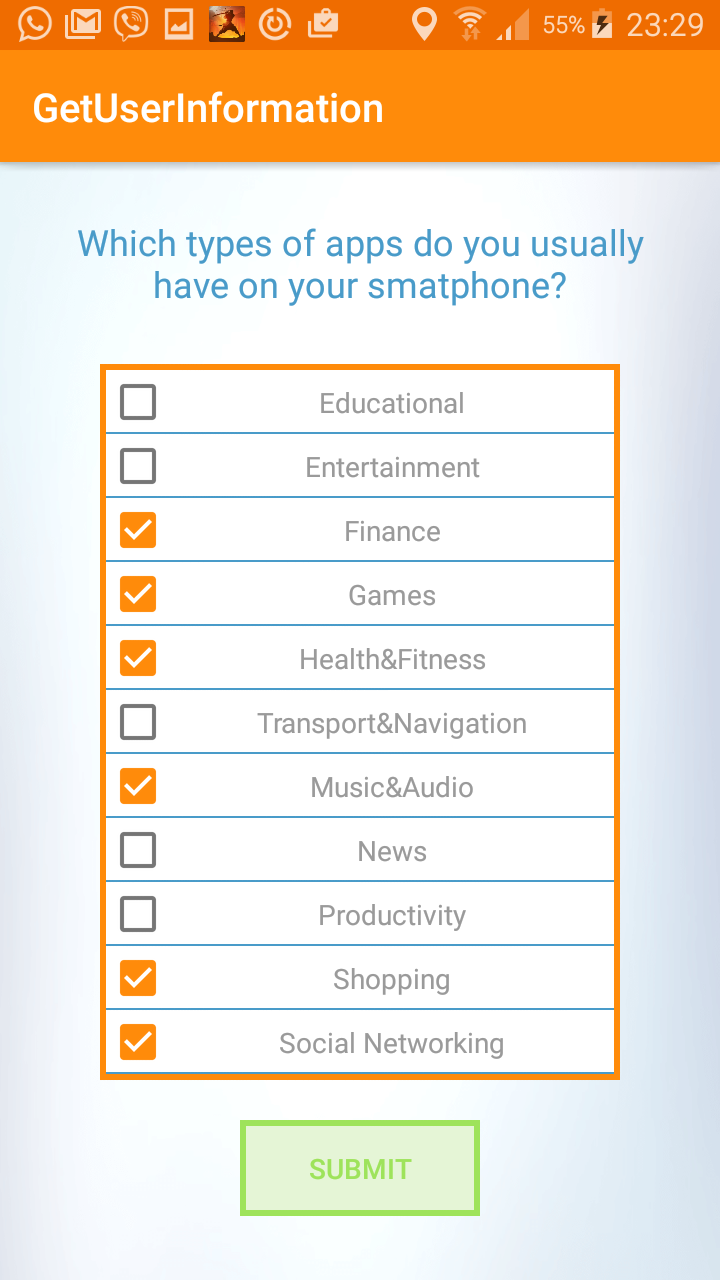 55% 23:29
GetUserInformation
Which types of apps do you usually
have on your smatphone?
Educational
Entertainment
Finance
Games
Health&Fitness
Transport&Navigation
Music&Audio
News
Productivity
Shopping
Social Networking
SUBMIT